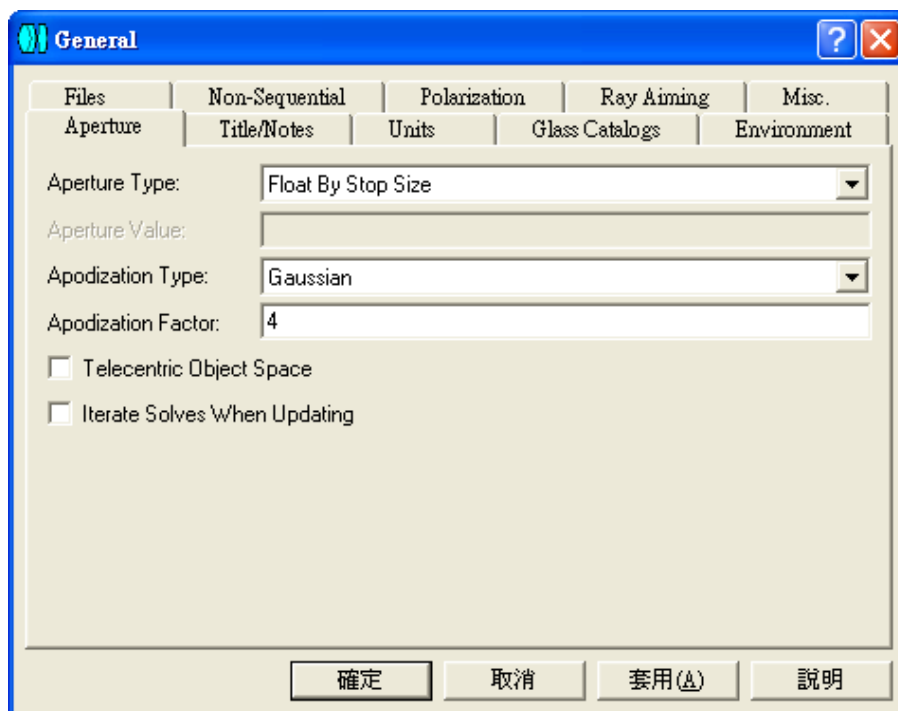 General
Files Non-Sequential Polarization Ray Aiming Misc.
Aperture Title/Notes Units Glass Catalogs Environment
Aperture Type: Float By Stop Size
Aperture Value:
Apodization Type: Gaussian
Apodization Factor: 4
Telecentric Object Space
Iterate Solves When Updating
確定 取消 套用(A) 說明